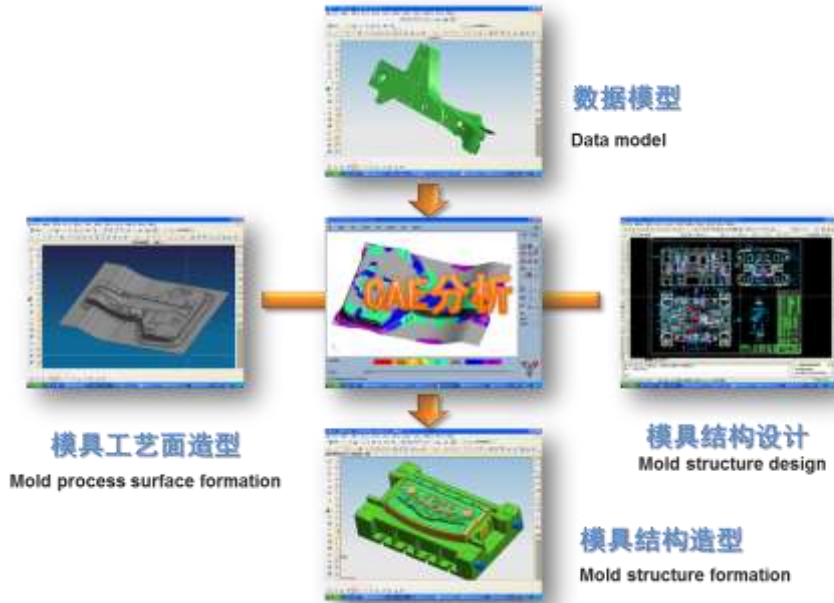 数据模型
Data model
CAE分析
模具工艺面造型
Mold process surface formation
模具结构设计
Mold structure design
模具结构造型
Mold structure formation